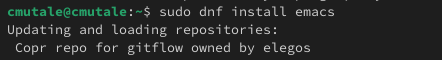 cmutale@cmutale:~$ sudo dnf install emacs
Updating and loading repositories:
 Copr repo for gitflow owned by elegos